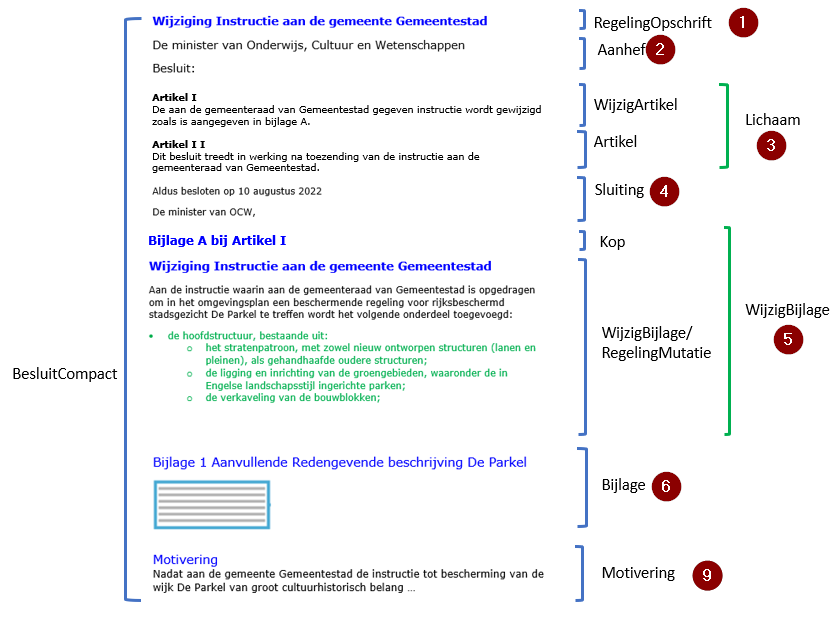 Wijziging Instructie aan de gemeente Gemeentestad
RegelingOpschrift 1
De minister van Onderwijs, Cultuur en Wetenschappen
Aanhef 2
Besluit:
Artikel I
De aan de gemeenteraad van Gemeentestad gegeven instructie wordt gewijzigd
zoals is aangegeven in bijlage A.
WijzigArtikel
Lichaam
3
Artikel I I
Dit besluit treedt in werking na toezending van de instructie aan de
gemeenteraad van Gemeentestad.
Artikel
Aldus besloten op 10 augustus 2022
De minister van OCW,
Sluiting 4
Bijlage A bij Artikel I
Kop
Wijziging Instructie aan de gemeente Gemeentestad
Aan de instructie waarin aan de gemeenteraad van Gemeentestad is opgedragen
om in het omgevingsplan een beschermende regeling voor rijksbeschermd
stadsgezicht De Parkel te treffen wordt het volgende onderdeel toegevoegd:
• de hoofdstructuur, bestaande uit:
o het stratenpatroon, met zowel nieuw ontworpen structuren (lanen en
pleinen), als gehandhaafde oudere structuren;
o de ligging en inrichting van de groengebieden, waaronder de in
Engelse landschapsstijl ingerichte parken;
o de verkaveling van de bouwblokken;
WijzigBijlage/
RegelingMutatie
WijzigBijlage
5
BesluitCompact
Bijlage 1 Aanvullende Redengevende beschrijving De Parkel
Bijlage 6
Motivering
Nadat aan de gemeente Gemeentestad de instructie tot bescherming van de
wijk De Parkel van groot cultuurhistorisch belang ...
Motivering 9